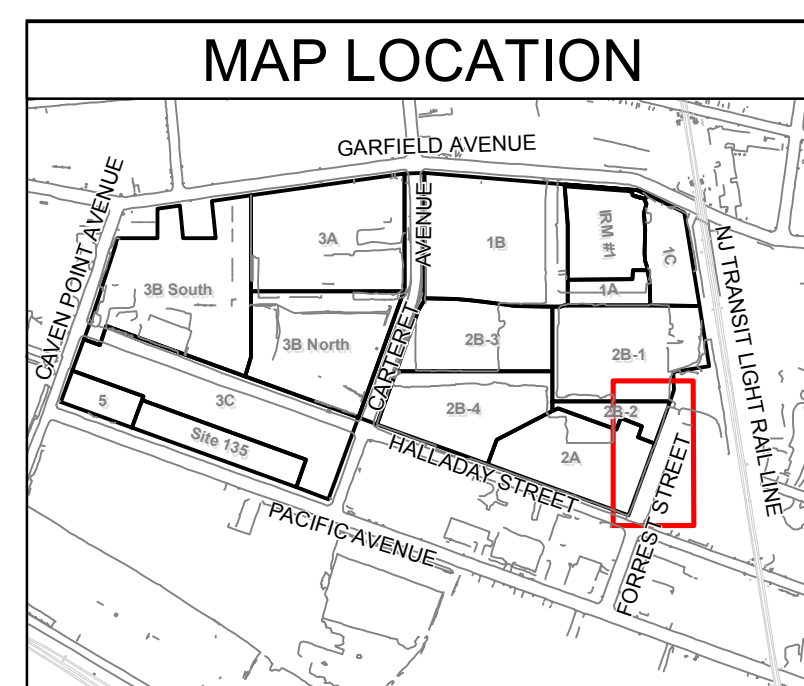 MAP LOCATION
GARFIELD AVENUE
CAVEN POINT AVENUE
CARTERET AVENUE
NJ TRANSIT LIGHT RAIL LINE
3A
1B
IRM #1
1C
1A
3B South
3B North
2B-3
2B-1
2B-2
2B-4
2A
3C
5
Site 135
HALLADAY STREET
PACIFIC AVENUE
FORREST STREET